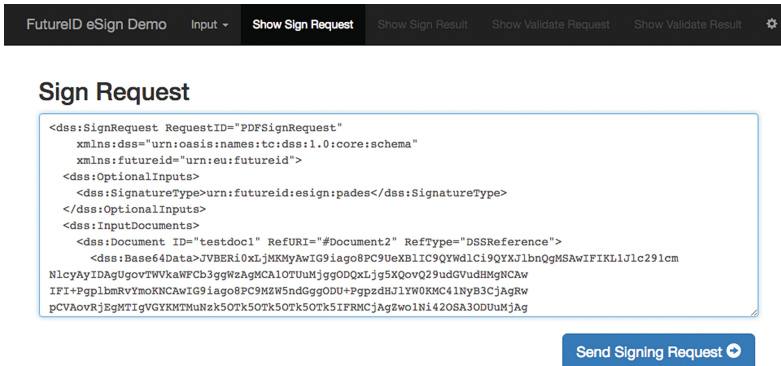 FutureID eSign Demo Input Show Sign Request Show Sign Result Show Validate Request Show Validate Result
Sign Request
<dss:SignRequest RequestID="PDFSignRequest"
xmlns:dss="urn:oasis:names:tc:dss:1.0:core:schema"
xmlns:futureid="urn:eu:futureid">
<dss:OptionalInputs>
<dss:SignatureType>urn:futureid:esign:pades</dss:SignatureType>
</dss:OptionalInputs>
<dss:InputDocuments>
<dss:Document ID="testdoc1" RefURI="#Document2" RefType="DSSReference">
<dss:Base64Data>JVBERi0xLjMKMyAwIG9iago8PC9UeXBlIC9QYWdlCi9QYXJlbnQgMSAwIFIKL1Jlc291cm
NlcyAyIDAgUgovTWVkaWFCb3ggWzAgMCA1OTUuMjggODQxLjg5XQovQ29udGVudHMgNCAw
IFI+PgplbmRvYmoKNCAwIG9iago8PC9MZW5ndGggODU+PgpzdHJlYW0KMC41NyB3CjAgRw
pCVAovRjEgMTIgVGYKMTMuNzk5OTk5OTk5OTk5OTk5IFRMCjAgZwolNi42OSA3ODUuMjAg
Send Signing Request